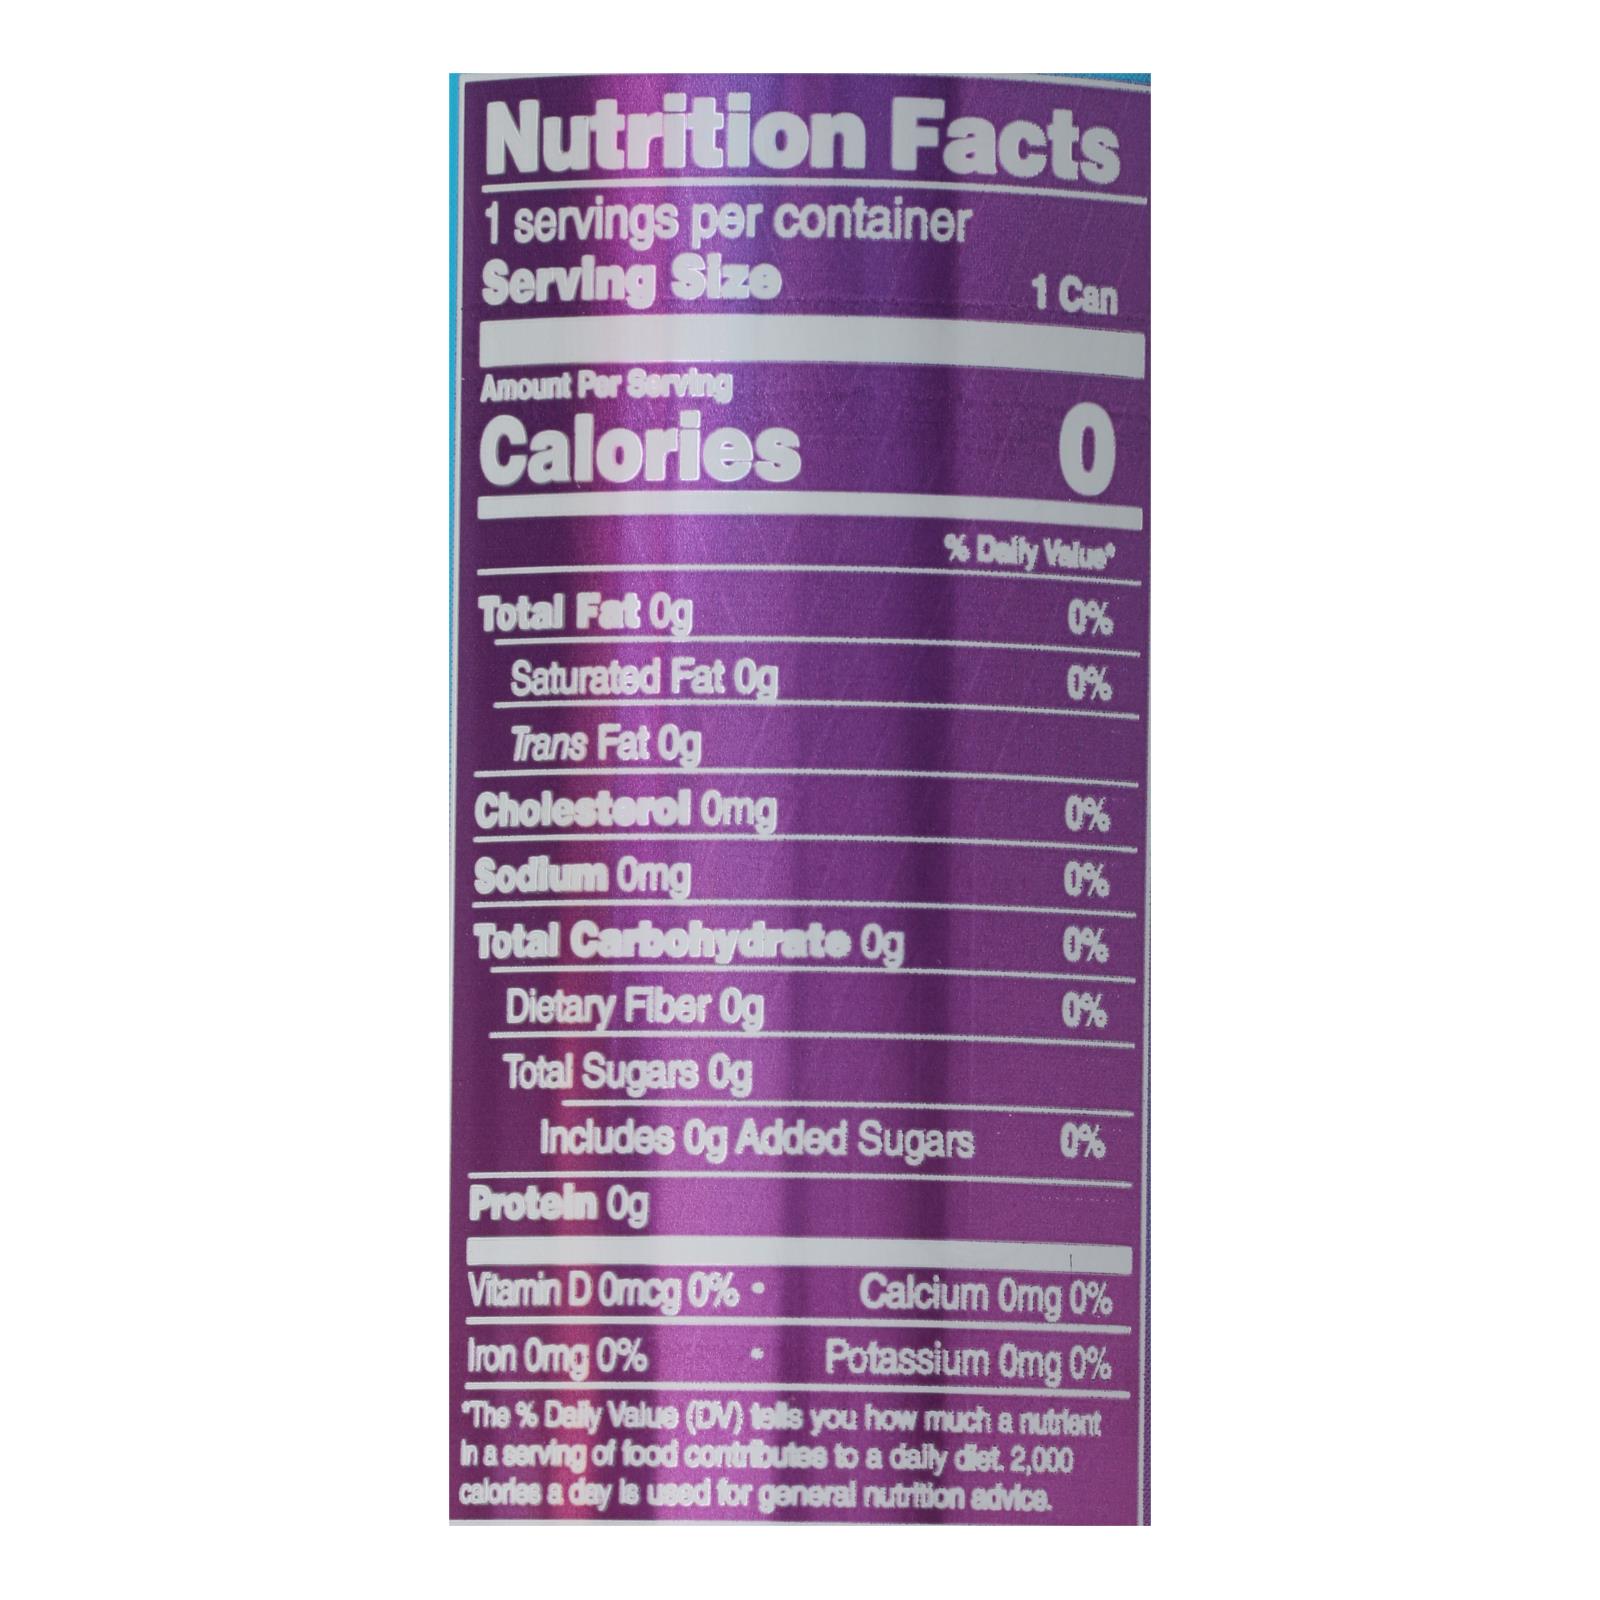 Nutrition Facts
1 servings per container
Serving Size 1 Can
Amount Per Serving
Calories 0
% Daily Value*
Total Fat 0g 0%
Saturated Fat 0g 0%
Trans Fat 0g
Cholesterol 0mg 0%
Sodium 0mg 0%
Total Carbohydrate 0g 0%
Dietary Fiber 0g 0%
Total Sugars 0g
Includes 0g Added Sugars 0%
Protein 0g
Vitamin D 0mcg 0% • Calcium 0mg 0%
Iron 0mg 0% • Potassium 0mg 0%
*The % Daily Value (DV) tells you how much a nutrient
in a serving of food contributes to a daily diet. 2,000
calories a day is used for general nutrition advice.